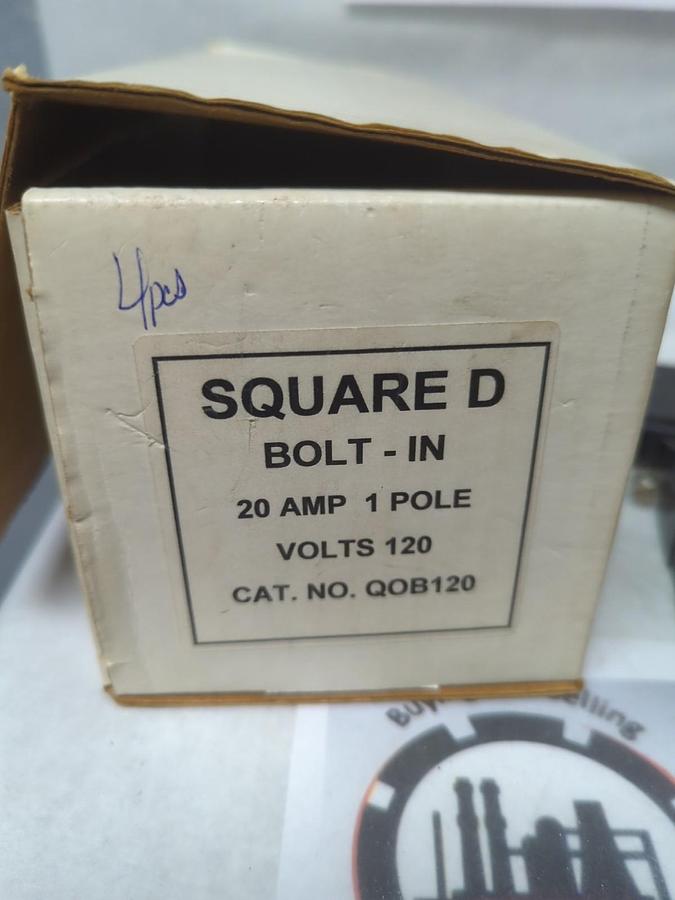 4pcs
SQUARE D
BOLT - IN
20 AMP 1 POLE
VOLTS 120
CAT. NO. QOB120